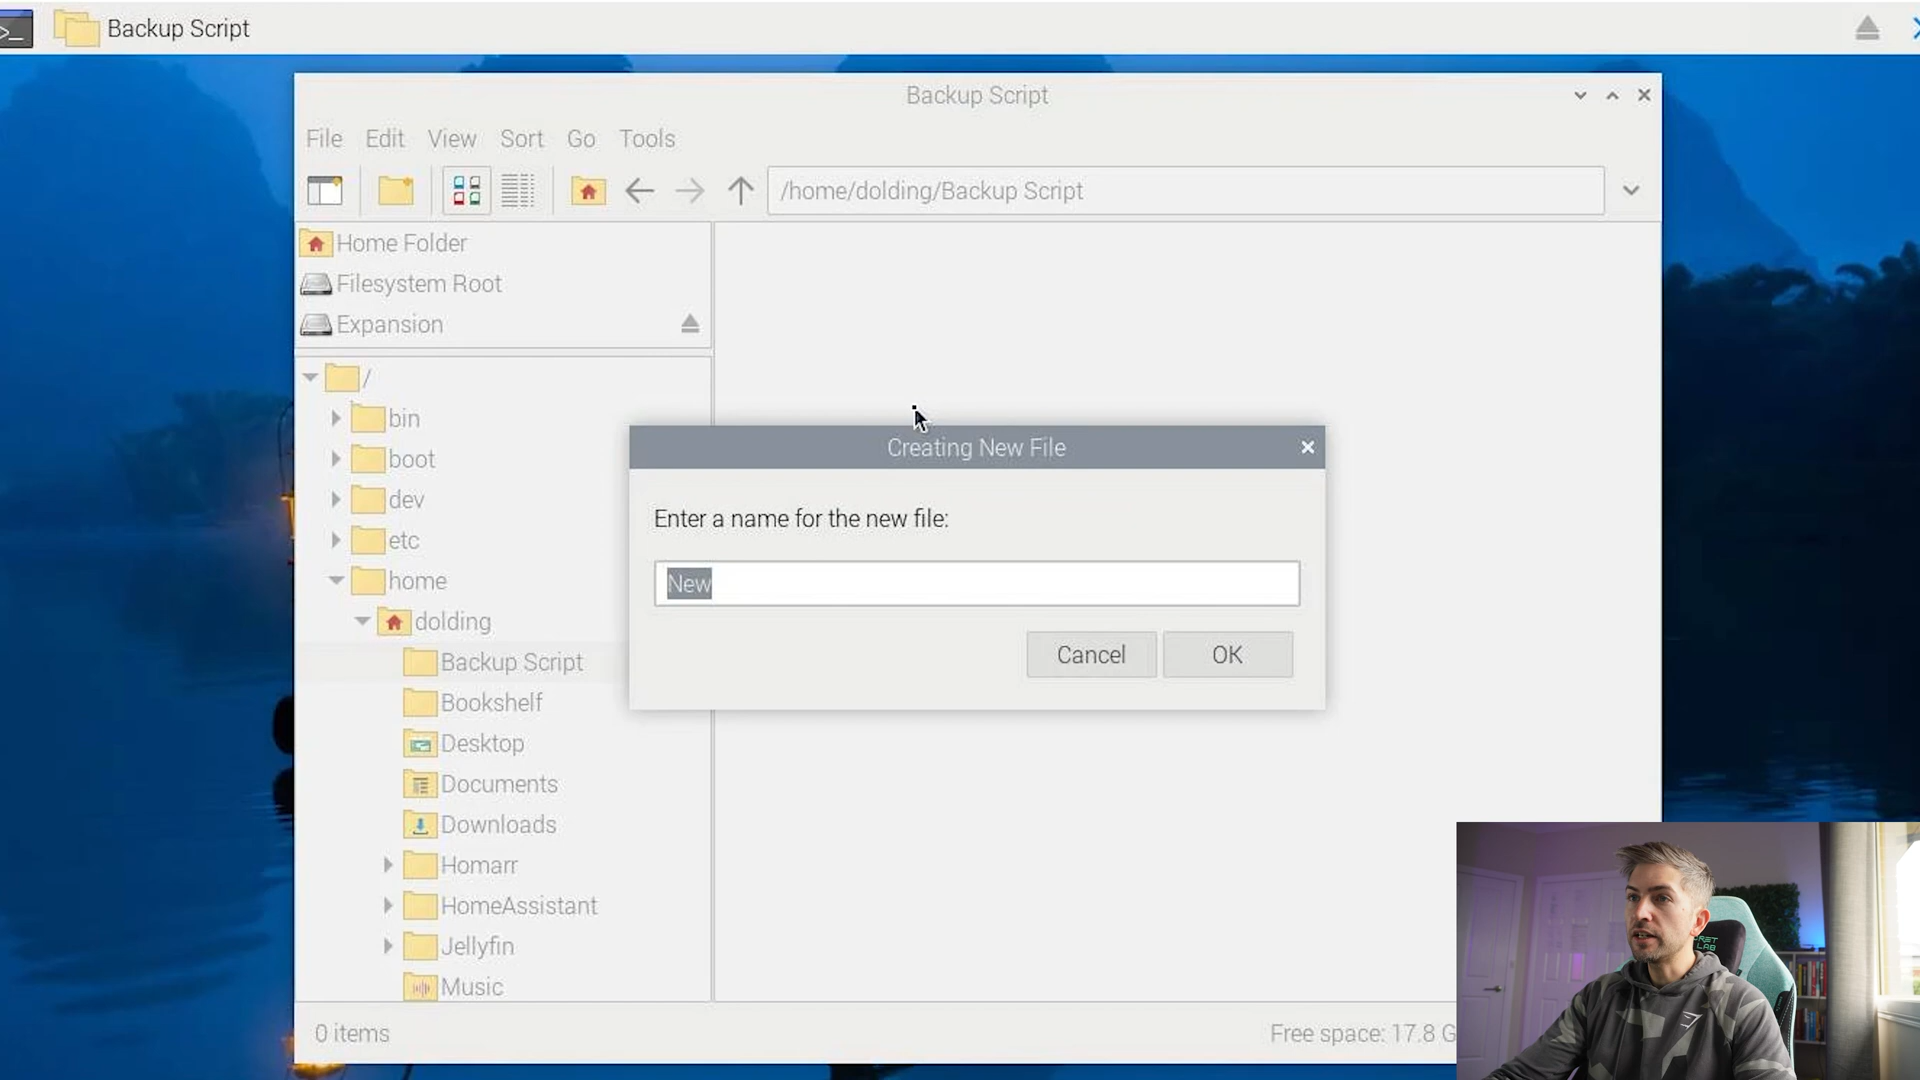 >_ Backup Script
Backup Script
File Edit View Sort Go Tools
/home/dolding/Backup Script
Home Folder
Filesystem Root
Expansion
/
bin
boot
dev
etc
home
dolding
Backup Script
Bookshelf
Desktop
Documents
Downloads
Homarr
HomeAssistant
Jellyfin
Music
Creating New File
Enter a name for the new file:
New
Cancel OK
0 items
Free space: 17.8 G
RET
LAB